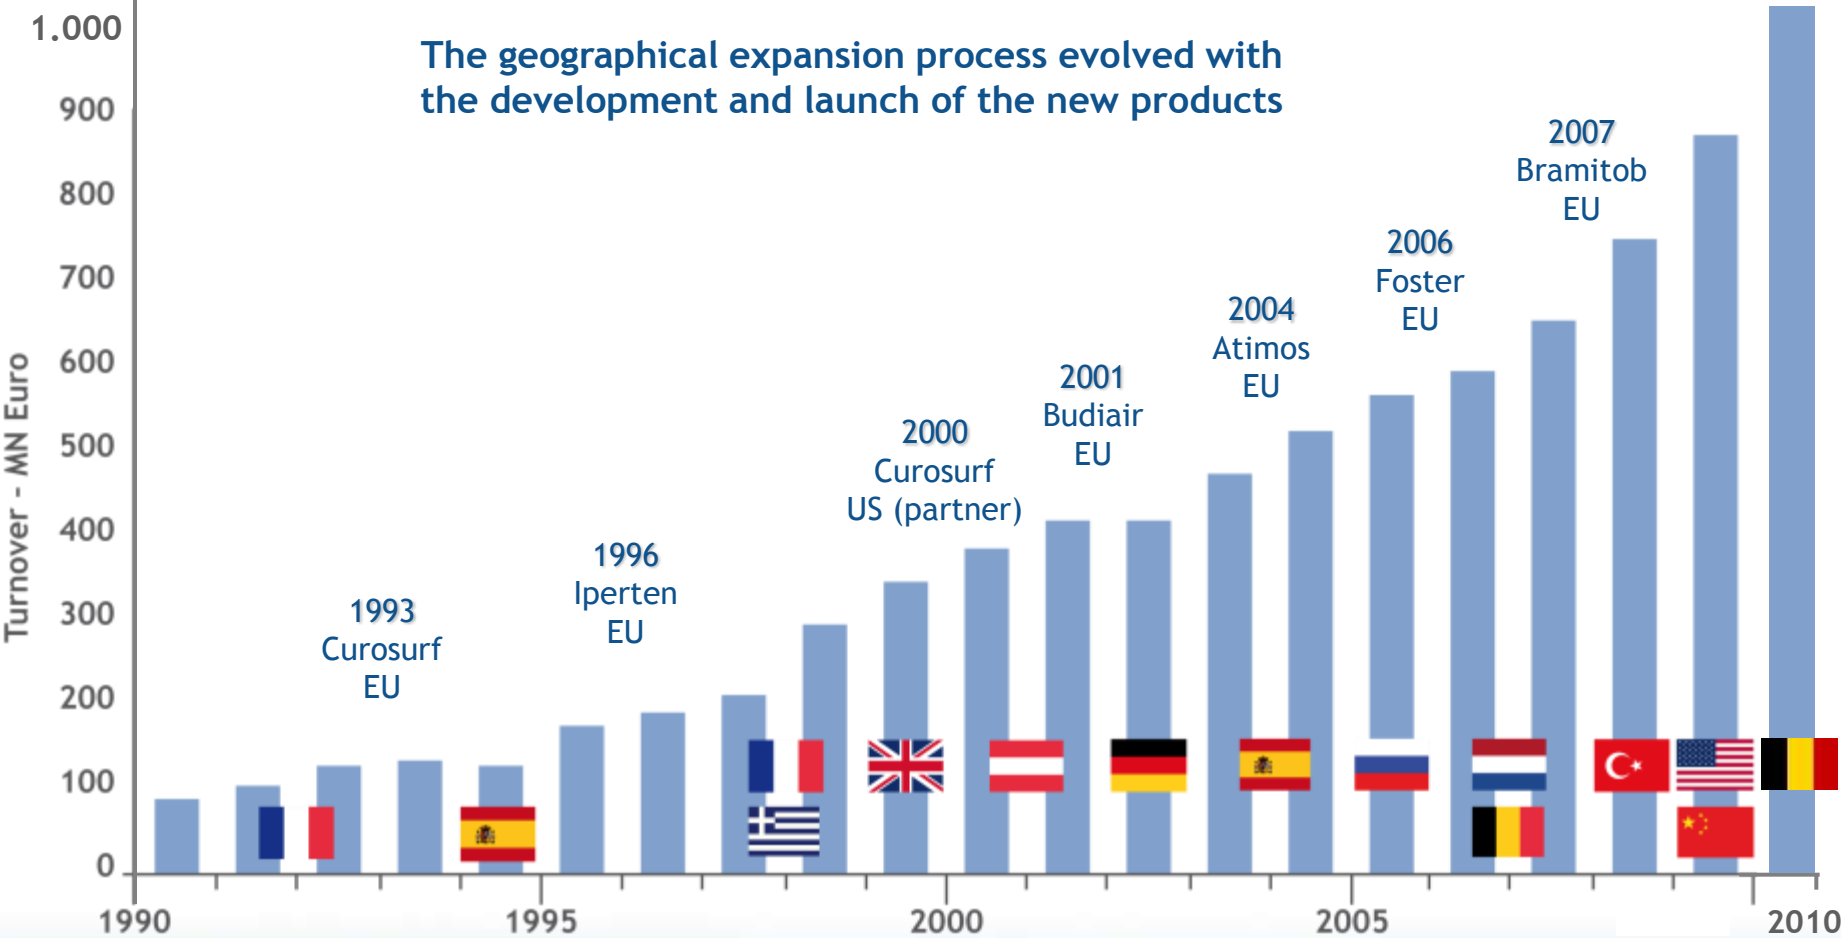 The geographical expansion process evolved with
the development and launch of the new products
Turnover - MN Euro
1.000
900
800
700
600
500
400
300
200
100
0
1993
Curosurf
EU
1996
Iperten
EU
2000
Curosurf
US (partner)
2001
Budiair
EU
2004
Atimos
EU
2006
Foster
EU
2007
Bramitob
EU
1990
1995
2000
2005
2010